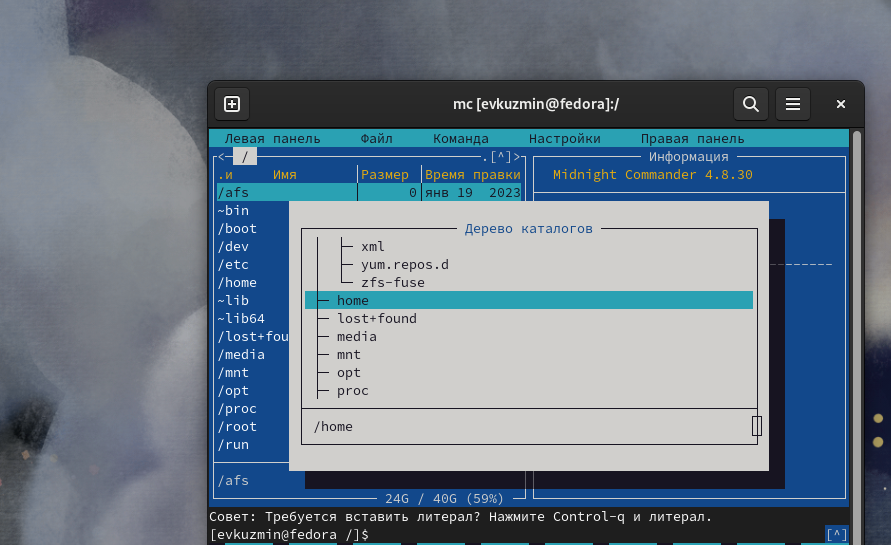 mc [evkuzmin@fedora]:/
Левая панель Файл Команда Настройки Правая панель
/ .[^]> Информация
.и Имя Размер Время правки Midnight Commander 4.8.30
/afs 0 янв 19 2023
~bin
/boot Дерево каталогов
/dev xml
/etc yum.repos.d
/home zfs-fuse
~lib home
~lib64 lost+found
/lost+fou media
/media mnt
/mnt opt
/opt proc
/proc
/root /home
/run
/afs
24G / 40G (59%)
Совет: Требуется вставить литерал? Нажмите Control-q и литерал.
[evkuzmin@fedora /]$ [^]